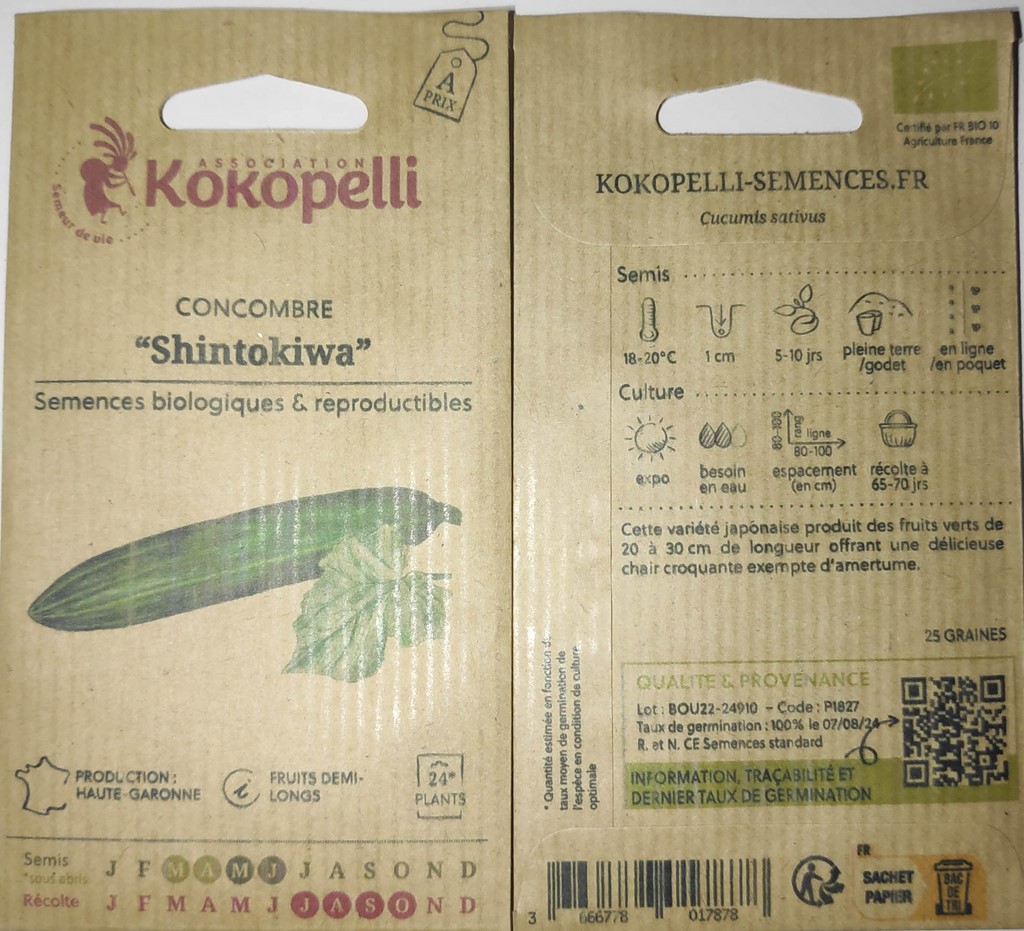 A
PRIX
ASSOCIATION
Kokopelli
Semeur de vie
CONCOMBRE
“Shintokiwa”
Semences biologiques & reproductibles
PRODUCTION :
HAUTE-GARONNE
i
FRUITS DEMI-
LONGS
24*
PLANTS
Semis J F M A M J J A S O N D
*sous abris
Récolte J F M A M J J A S O N D
Certifié par FR BIO 10
Agriculture France
KOKOPELLI-SEMENCES.FR
Cucumis sativus
Semis
18-20°C
1 cm
5-10 jrs
pleine terre
/godet
en ligne
/en poquet
Culture
expo
besoin
en eau
80-100
rang
ligne
80-100
espacement
(en cm)
récolte à
65-70 jrs
Cette variété japonaise produit des fruits verts de
20 à 30 cm de longueur offrant une délicieuse
chair croquante exempte d'amertume.
25 GRAINES
* Quantité estimée en fonction du
taux moyen de germination de
l'espèce en condition de culture
optimale
QUALITE & PROVENANCE
Lot : BOU22-24910 – Code : P1827
Taux de germination : 100% le 07/08/24
R. et N. CE Semences standard
INFORMATION, TRAÇABILITÉ ET
DERNIER TAUX DE GERMINATION
3 666778 017878
FR
SACHET
PAPIER
BAC
DE
TRI